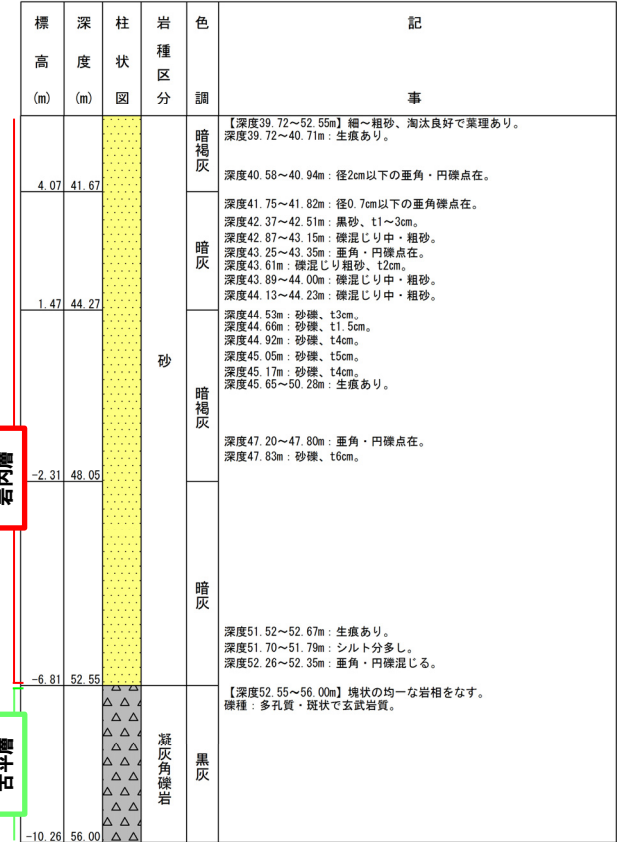 標高(m)
深度(m)
柱状図
岩種区分
色調
記事
【深度39.72～52.55m】細～粗砂、淘汰良好で葉理あり。
深度39.72～40.71m：生痕あり。
暗褐灰
深度40.58～40.94m：径2cm以下の亜角・円礫点在。
4.07 41.67
深度41.75～41.82m：径0.7cm以下の亜角礫点在。
深度42.37～42.51m：黒砂、t1～3cm。
深度42.87～43.15m：礫混じり中・粗砂。
暗灰
深度43.25～43.35m：亜角・円礫点在。
深度43.61m：礫混じり粗砂、t2cm。
深度43.89～44.00m：礫混じり中・粗砂。
深度44.13～44.23m：礫混じり中・粗砂。
1.47 44.27
深度44.53m：砂礫、t3cm。
深度44.66m：砂礫、t1.5cm。
深度44.92m：砂礫、t4cm。
深度45.05m：砂礫、t5cm。
砂
深度45.17m：砂礫、t4cm。
深度45.65～50.28m：生痕あり。
暗褐灰
深度47.20～47.80m：亜角・円礫点在。
深度47.83m：砂礫、t6cm。
岩内層
-2.31 48.05
暗灰
深度51.52～52.67m：生痕あり。
深度51.70～51.79m：シルト分多し。
深度52.26～52.35m：亜角・円礫混じる。
-6.81 52.55
【深度52.55～56.00m】塊状の均一な岩相をなす。
礫種：多孔質・斑状で玄武岩質。
古平層
凝灰角礫岩
黒灰
-10.26 56.00